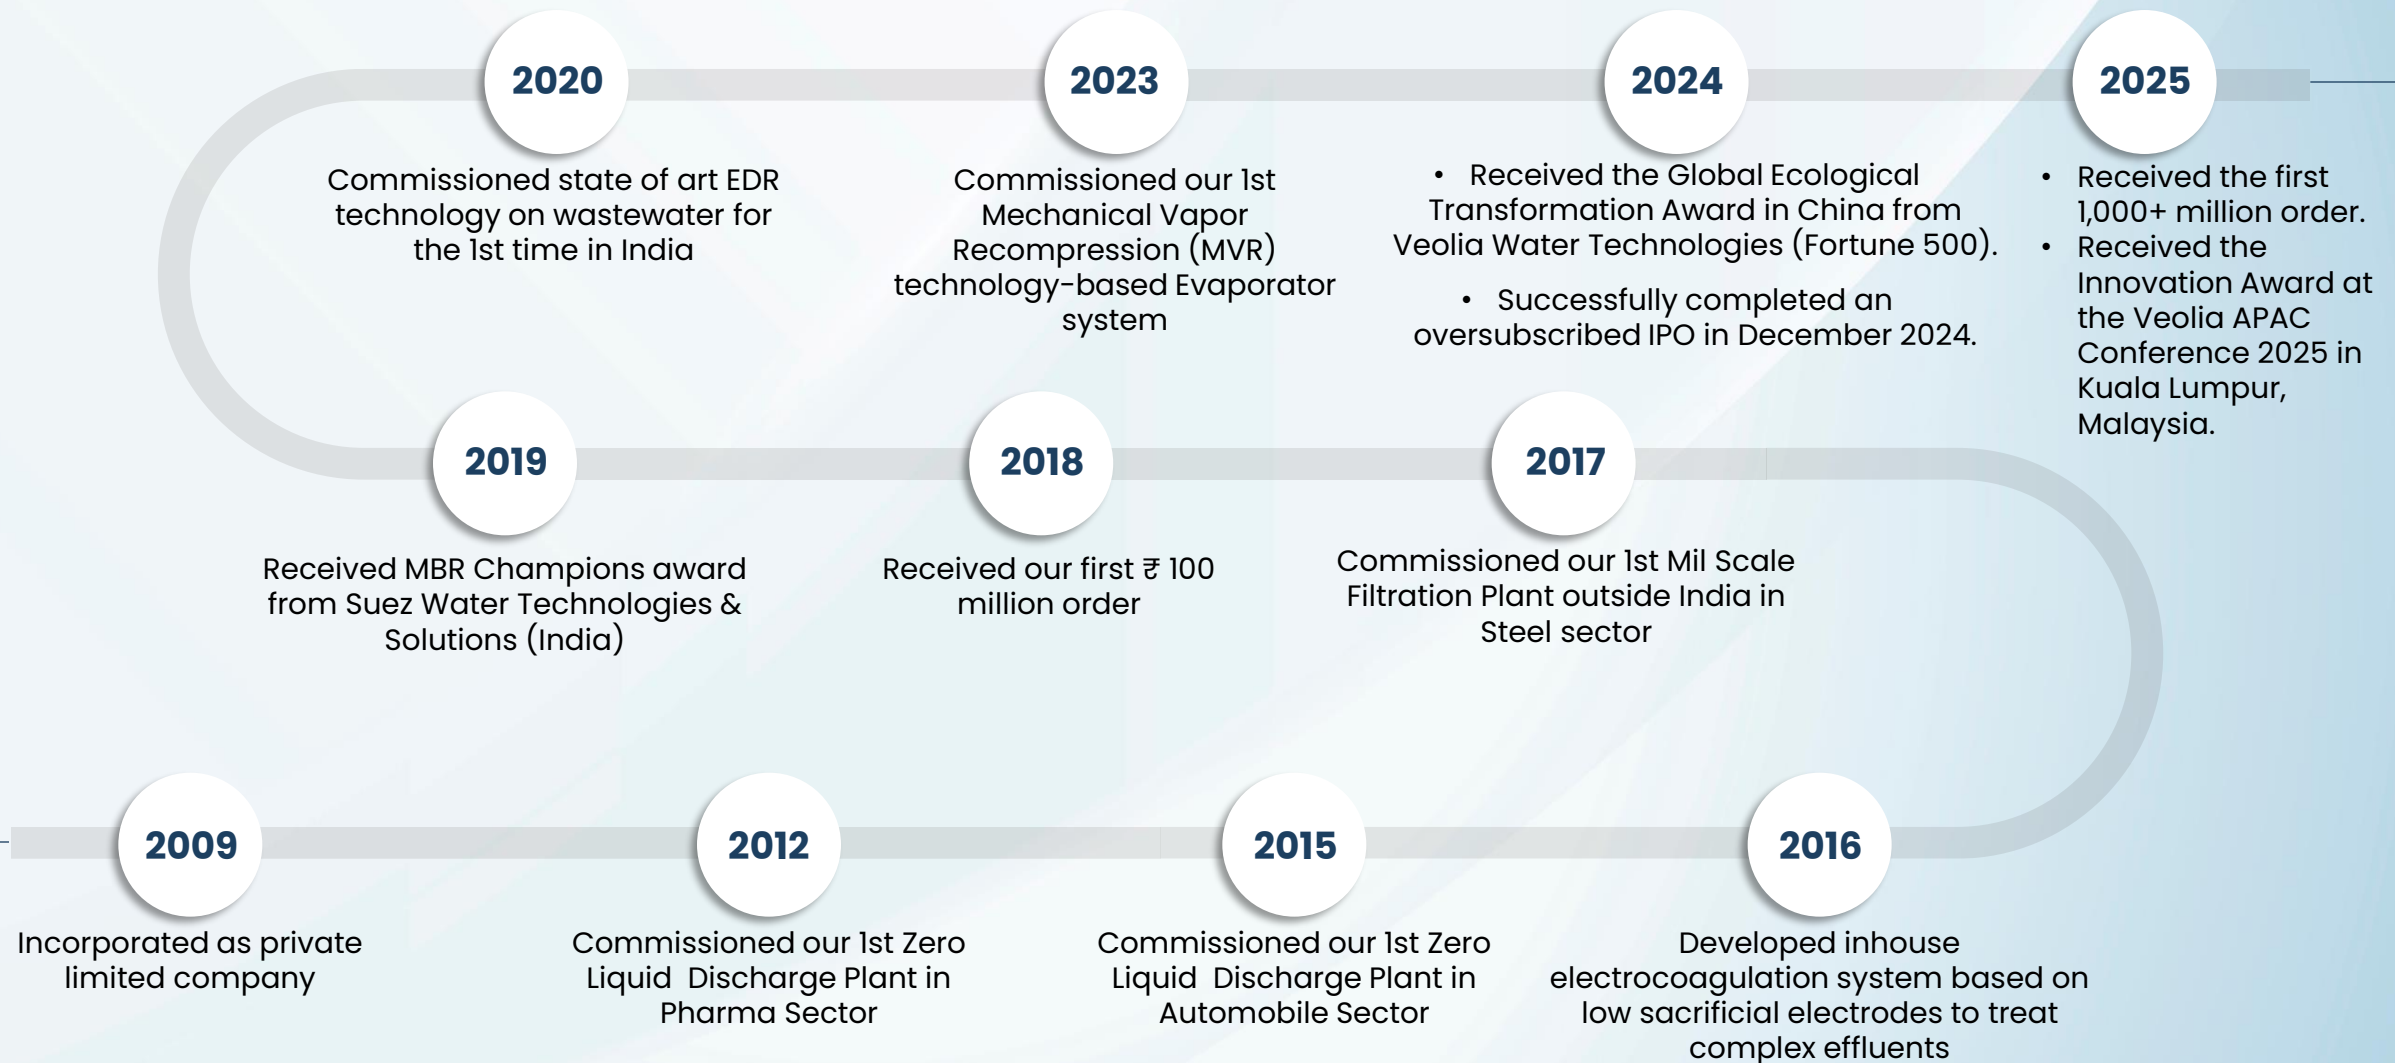 2020
Commissioned state of art EDR
technology on wastewater for
the 1st time in India
2023
Commissioned our 1st
Mechanical Vapor
Recompression (MVR)
technology-based Evaporator
system
2024
• Received the Global Ecological
Transformation Award in China from
Veolia Water Technologies (Fortune 500).
• Successfully completed an
oversubscribed IPO in December 2024.
2025
• Received the first
1,000+ million order.
• Received the
Innovation Award at
the Veolia APAC
Conference 2025 in
Kuala Lumpur,
Malaysia.
2019
Received MBR Champions award
from Suez Water Technologies &
Solutions (India)
2018
Received our first ₹ 100
million order
2017
Commissioned our 1st Mil Scale
Filtration Plant outside India in
Steel sector
2009
Incorporated as private
limited company
2012
Commissioned our 1st Zero
Liquid Discharge Plant in
Pharma Sector
2015
Commissioned our 1st Zero
Liquid Discharge Plant in
Automobile Sector
2016
Developed inhouse
electrocoagulation system based on
low sacrificial electrodes to treat
complex effluents